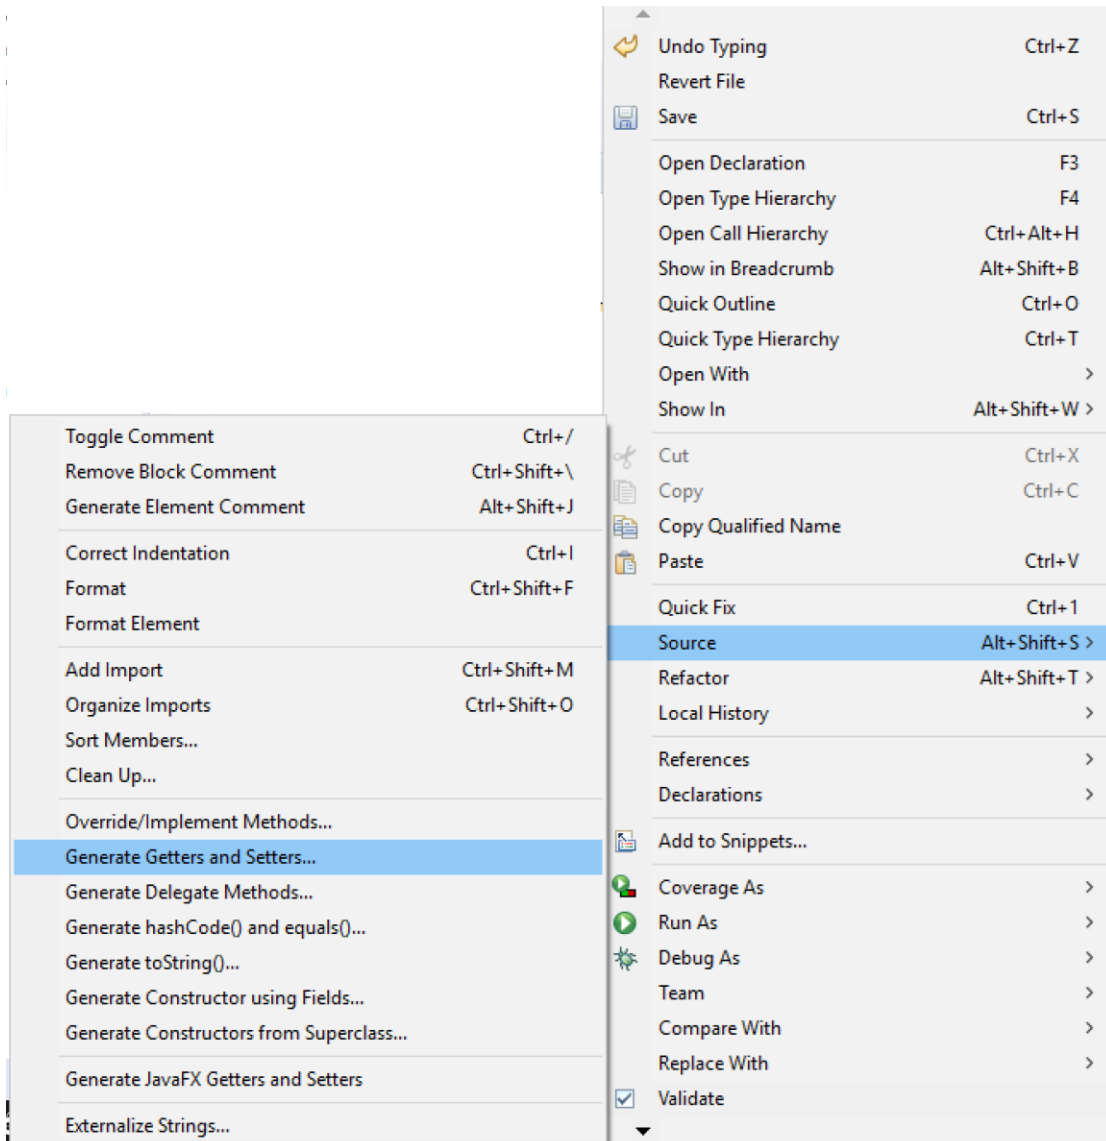 Undo Typing Ctrl+Z
Revert File
Save Ctrl+S
Open Declaration F3
Open Type Hierarchy F4
Open Call Hierarchy Ctrl+Alt+H
Show in Breadcrumb Alt+Shift+B
Quick Outline Ctrl+O
Quick Type Hierarchy Ctrl+T
Open With >
Show In Alt+Shift+W >
Cut Ctrl+X
Copy Ctrl+C
Copy Qualified Name
Paste Ctrl+V
Quick Fix Ctrl+1
Source Alt+Shift+S >
Refactor Alt+Shift+T >
Local History >
References >
Declarations >
Add to Snippets...
Coverage As >
Run As >
Debug As >
Team >
Compare With >
Replace With >
Validate
Toggle Comment Ctrl+/
Remove Block Comment Ctrl+Shift+\
Generate Element Comment Alt+Shift+J
Correct Indentation Ctrl+I
Format Ctrl+Shift+F
Format Element
Add Import Ctrl+Shift+M
Organize Imports Ctrl+Shift+O
Sort Members...
Clean Up...
Override/Implement Methods...
Generate Getters and Setters...
Generate Delegate Methods...
Generate hashCode() and equals()...
Generate toString()...
Generate Constructor using Fields...
Generate Constructors from Superclass...
Generate JavaFX Getters and Setters
Externalize Strings...